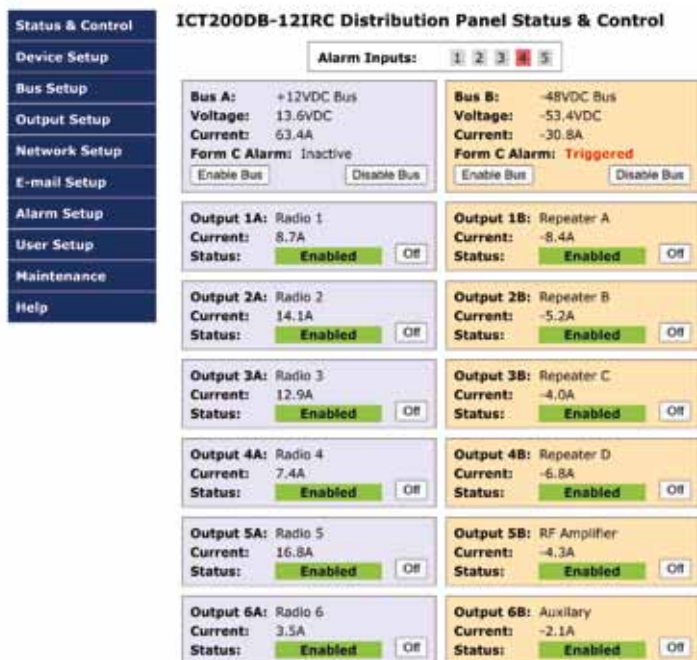 ICT200DB-12IRC Distribution Panel Status & Control
Status & Control
Device Setup
Bus Setup
Output Setup
Network Setup
E-mail Setup
Alarm Setup
User Setup
Maintenance
Help
Alarm Inputs: 1 2 3 4 5
Bus A: +12VDC Bus
Voltage: 13.6VDC
Current: 63.4A
Form C Alarm: Inactive
Enable Bus Disable Bus
Bus B: -48VDC Bus
Voltage: -53.4VDC
Current: -30.8A
Form C Alarm: Triggered
Enable Bus Disable Bus
Output 1A: Radio 1
Current: 8.7A
Status: Enabled Off
Output 1B: Repeater A
Current: -8.4A
Status: Enabled Off
Output 2A: Radio 2
Current: 14.1A
Status: Enabled Off
Output 2B: Repeater B
Current: -5.2A
Status: Enabled Off
Output 3A: Radio 3
Current: 12.9A
Status: Enabled Off
Output 3B: Repeater C
Current: -4.0A
Status: Enabled Off
Output 4A: Radio 4
Current: 7.4A
Status: Enabled Off
Output 4B: Repeater D
Current: -6.8A
Status: Enabled Off
Output 5A: Radio 5
Current: 16.8A
Status: Enabled Off
Output 5B: RF Amplifier
Current: -4.3A
Status: Enabled Off
Output 6A: Radio 6
Current: 3.5A
Status: Enabled Off
Output 6B: Auxilary
Current: -2.1A
Status: Enabled Off